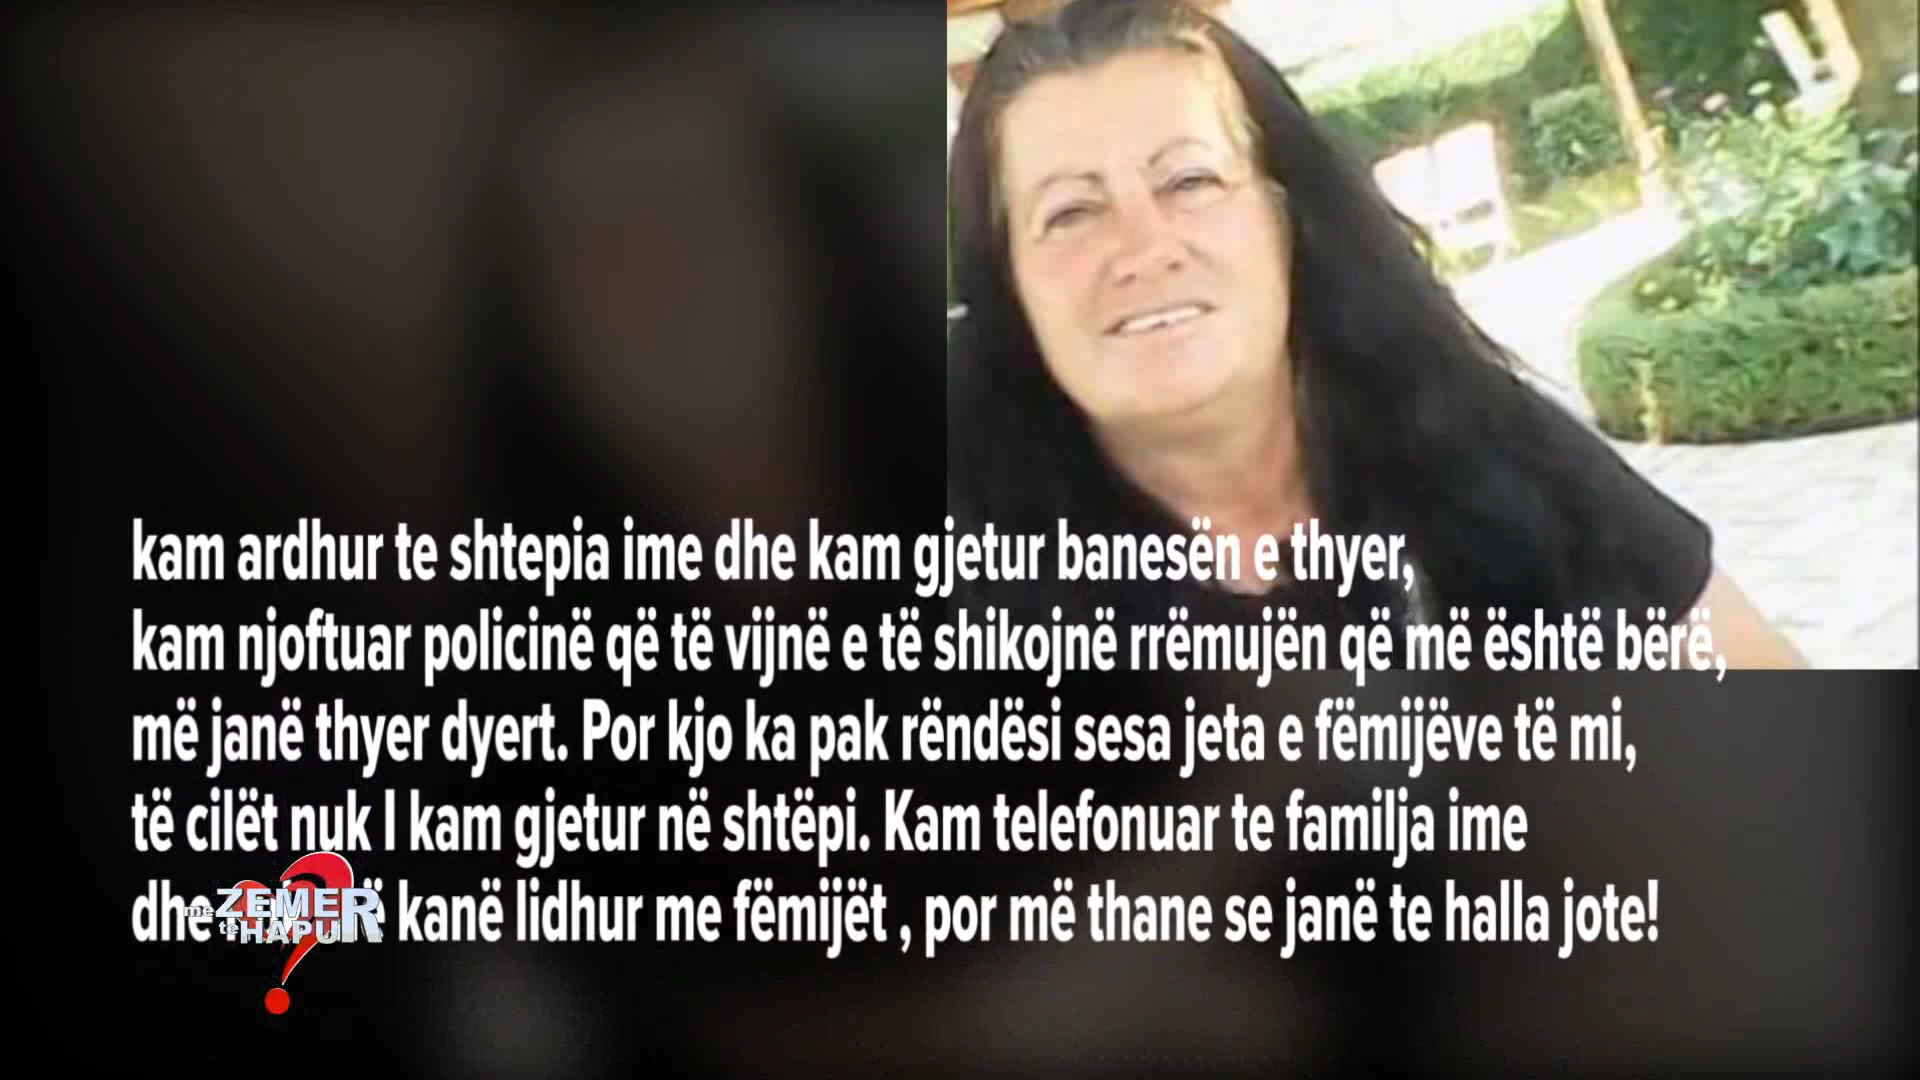 kam ardhur te shtepia ime dhe kam gjetur banesën e thyer,
kam njoftuar policinë që të vijnë e të shikojnë rrëmujën që më është bërë,
më janë thyer dyert. Por kjo ka pak rëndësi sesa jeta e fëmijëve të mi,
të cilët nuk I kam gjetur në shtëpi. Kam telefonuar te familja ime
dhe kanë lidhur me fëmijët , por më thane se janë te halla jote!
me ZEMER
të HAPUR